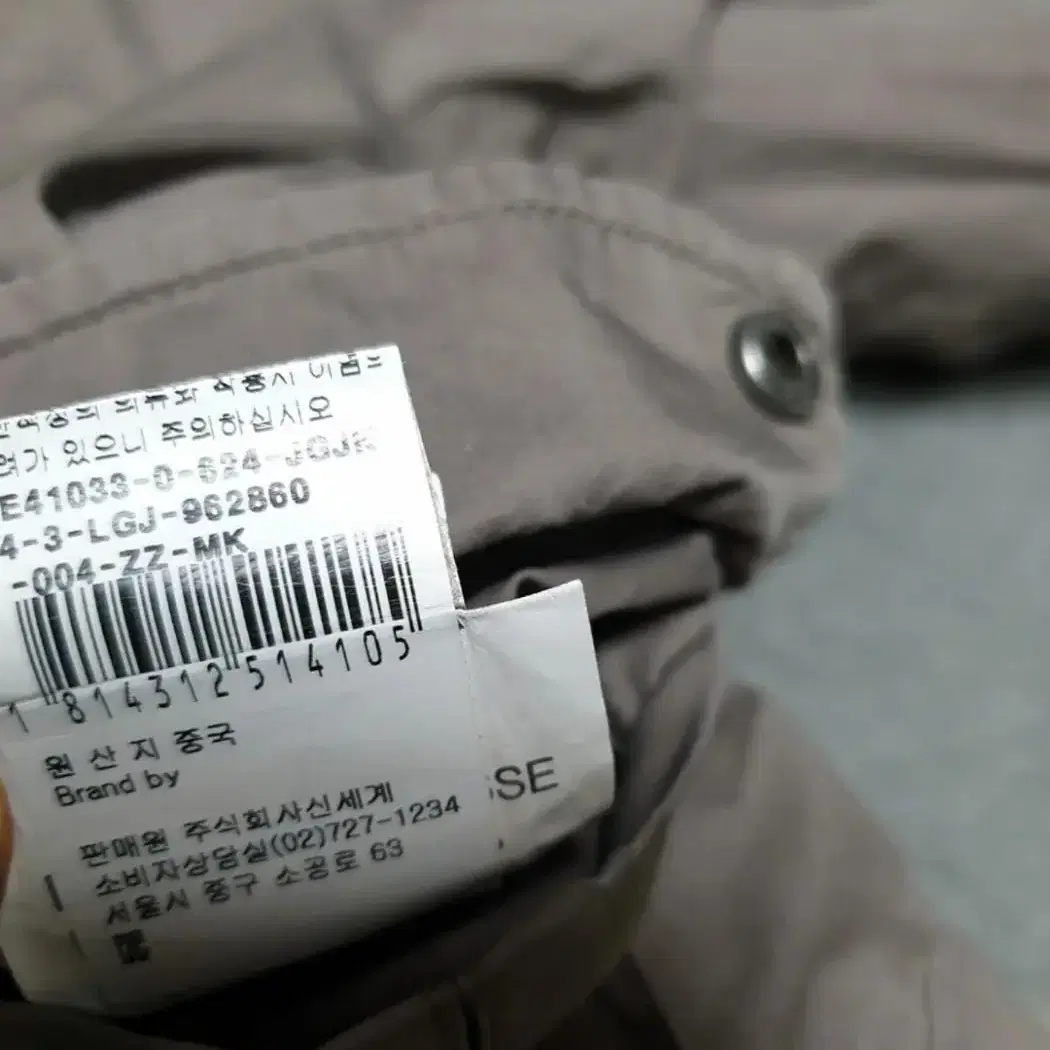 있으니 주의하십시오
E41033-0-624-JGJK
4-3-LGJ-962860
-004-ZZ-MK
1 814312514105
원 산 지 중국
Brand by
판매원 주식회사신세계
소비자상담실(02)727-1234
서울시 중구 소공로 63
SSE